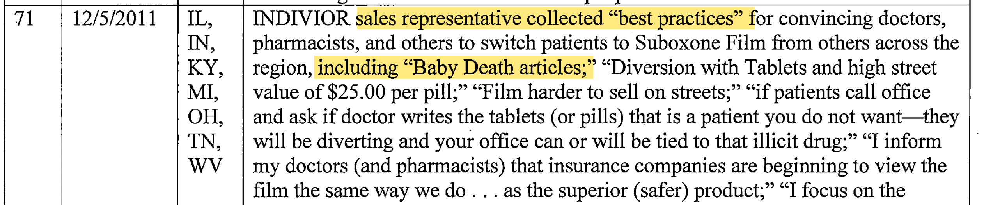 71 12/5/2011 IL, INDIVIOR sales representative collected “best practices” for convincing doctors,
IN, pharmacists, and others to switch patients to Suboxone Film from others across the
KY, region, including “Baby Death articles;” “Diversion with Tablets and high street
MI, value of $25.00 per pill;” “Film harder to sell on streets;” “if patients call office
OH, and ask if doctor writes the tablets (or pills) that is a patient you do not want—they
TN, will be diverting and your office can or will be tied to that illicit drug;” “I inform
WV my doctors (and pharmacists) that insurance companies are beginning to view the
film the same way we do . . . as the superior (safer) product;” “I focus on the